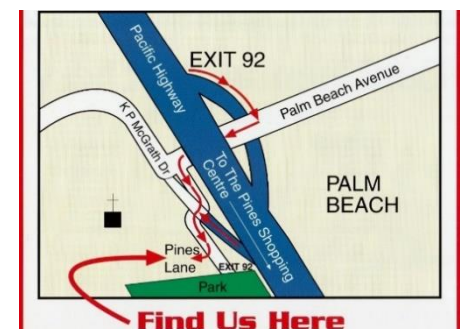 EXIT 92
Pacific Highway
Palm Beach Avenue
K P McGrath Dr
To The Pines Shopping
Centre
PALM
BEACH
Pines
Lane
EXIT 92
Park
Find Us Here